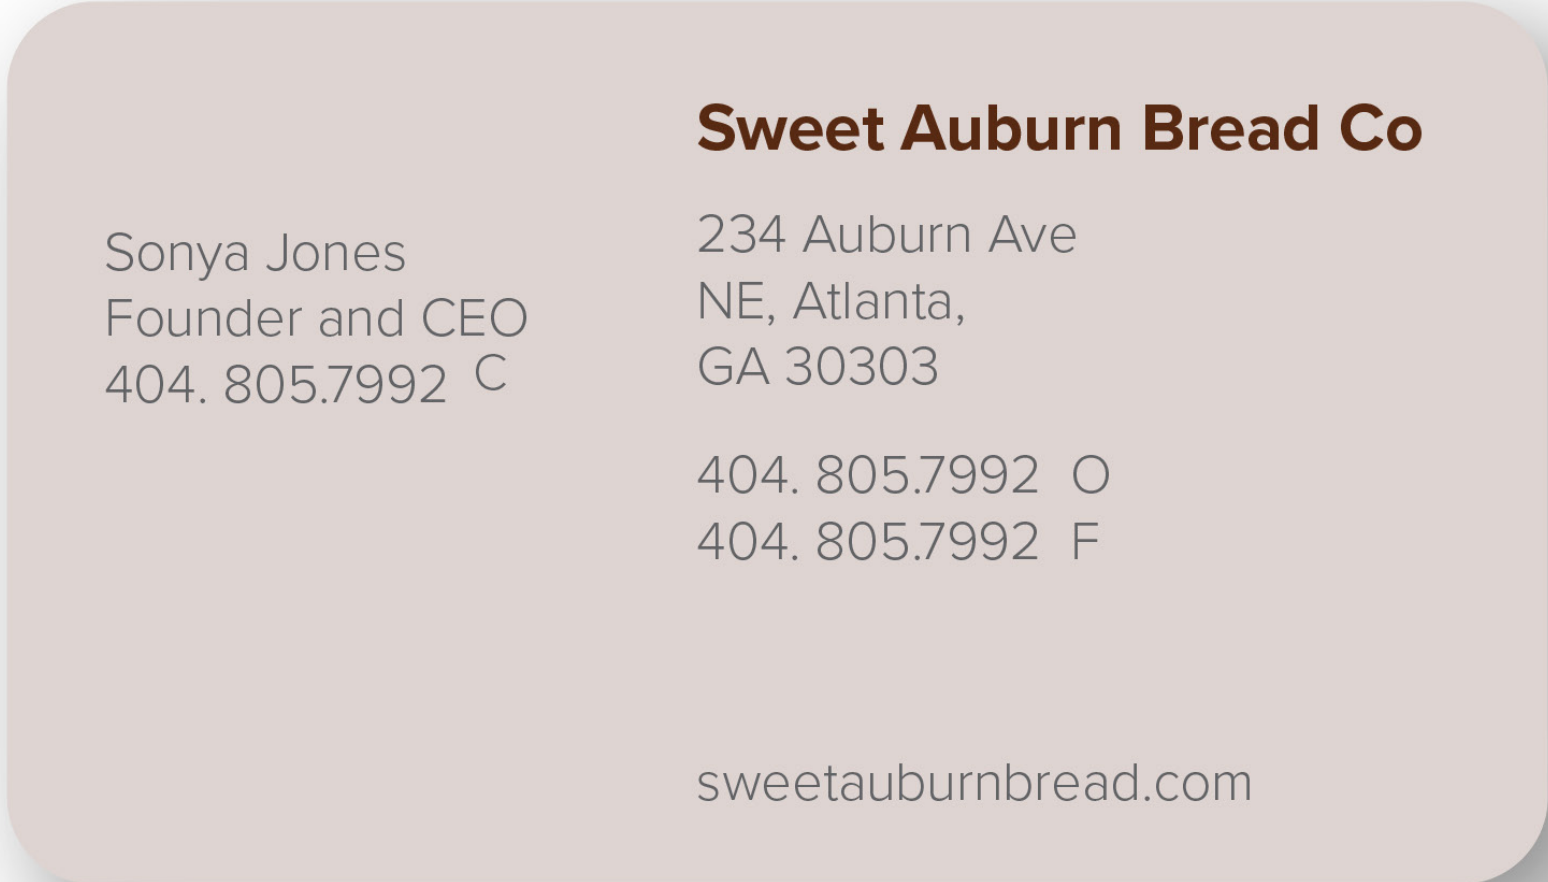 Sonya Jones
Founder and CEO
404. 805.7992 C
Sweet Auburn Bread Co
234 Auburn Ave
NE, Atlanta,
GA 30303
404. 805.7992 O
404. 805.7992 F
sweetauburnbread.com